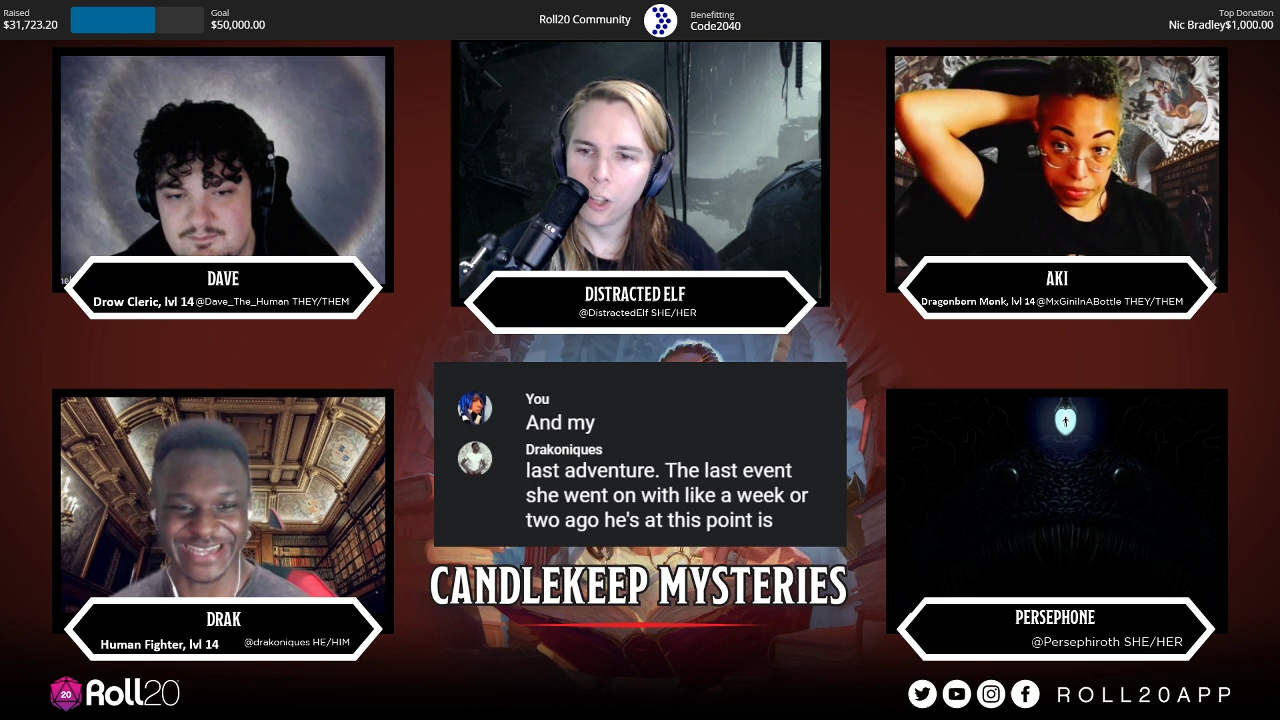 Raised
$31,723.20
Goal
$50,000.00
Roll20 Community
Benefitting
Code2040
Top Donation
Nic Bradley$1,000.00
DAVE
Drow Cleric, lvl 14 @Dave_The_Human THEY/THEM
DISTRACTED ELF
@DistractedElf SHE/HER
AKI
Dragonborn Monk, lvl 14 @MxGiniInABottle THEY/THEM
You
And my
Drakoniques
last adventure. The last event
she went on with like a week or
two ago he's at this point is
CANDLEKEEP MYSTERIES
DRAK
Human Fighter, lvl 14 @drakoniques HE/HIM
PERSEPHONE
@Persephiroth SHE/HER
20
Roll20
ROLL20APP